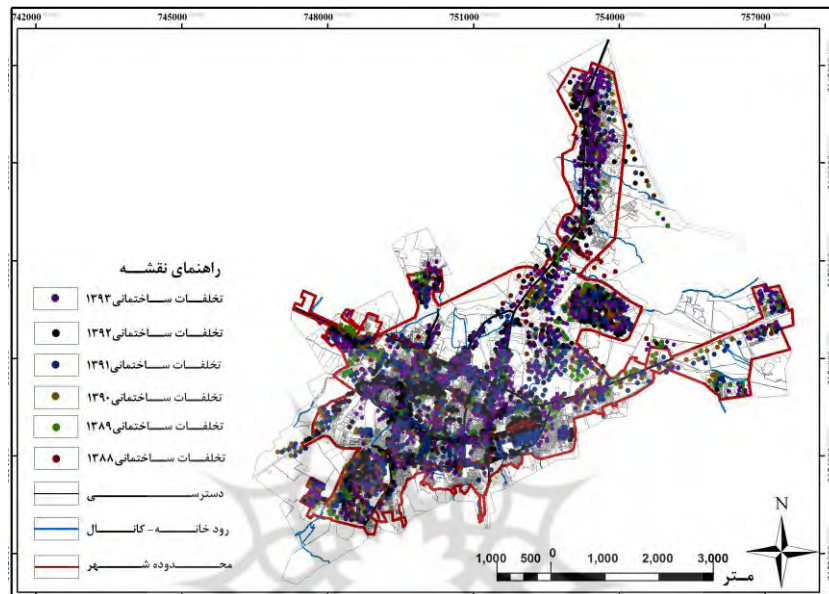 742000 745000 748000 751000 754000 757000
راهنمای نقشه
تخلفات ساختمانی ۱۳۹۳
تخلفات ساختمانی ۱۳۹۲
تخلفات ساختمانی ۱۳۹۱
تخلفات ساختمانی ۱۳۹۰
تخلفات ساختمانی ۱۳۸۹
تخلفات ساختمانی ۱۳۸۸
دسترسی
رودخانه - کانال
محدوده شهر
N
1,000 500 0 1,000 2,000 3,000
متر